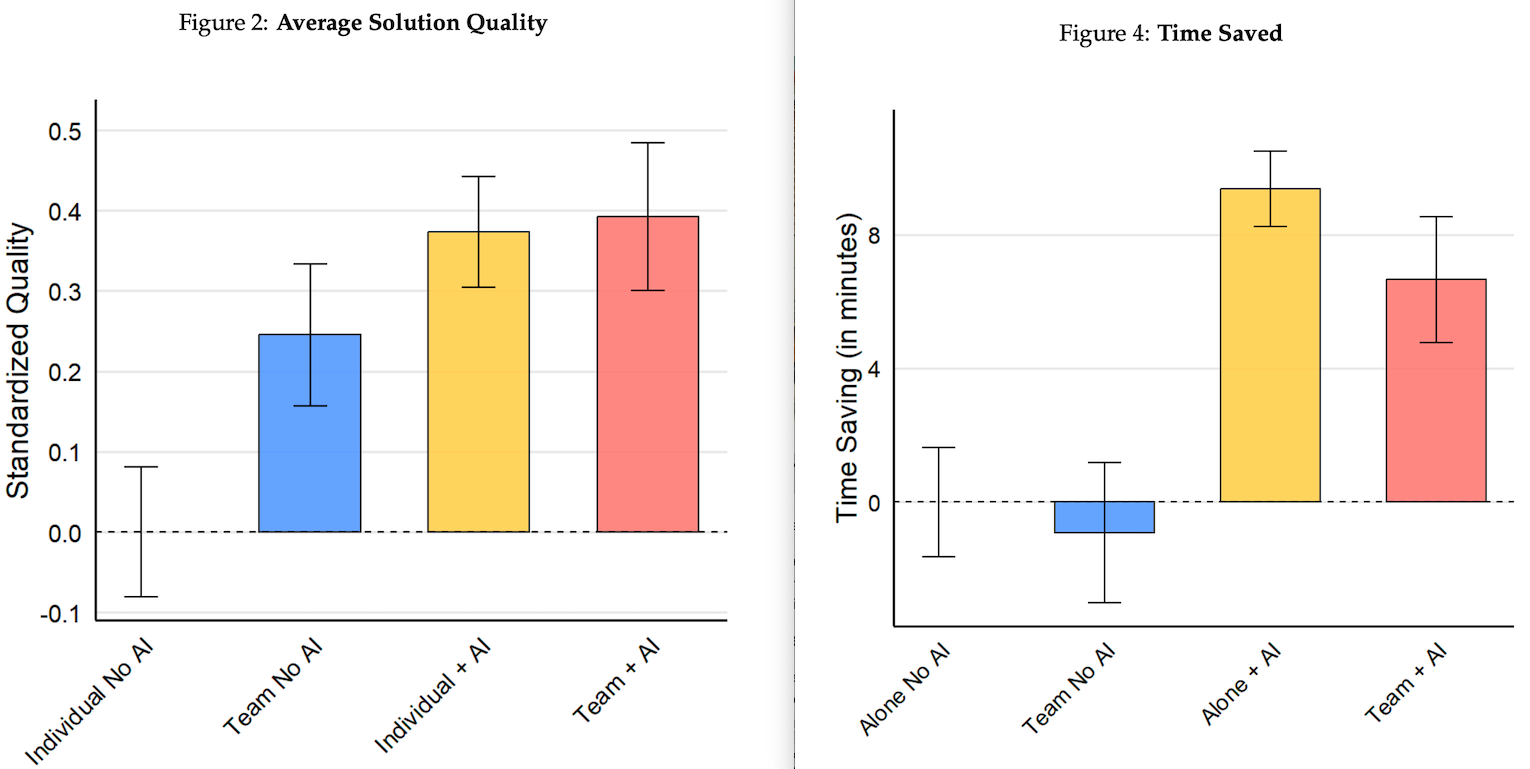 Figure 2: Average Solution Quality
Standardized Quality
0.5
0.4
0.3
0.2
0.1
0.0
-0.1
Individual No AI
Team No AI
Individual + AI
Team + AI
Figure 4: Time Saved
Time Saving (in minutes)
8
4
0
Alone No AI
Team No AI
Alone + AI
Team + AI